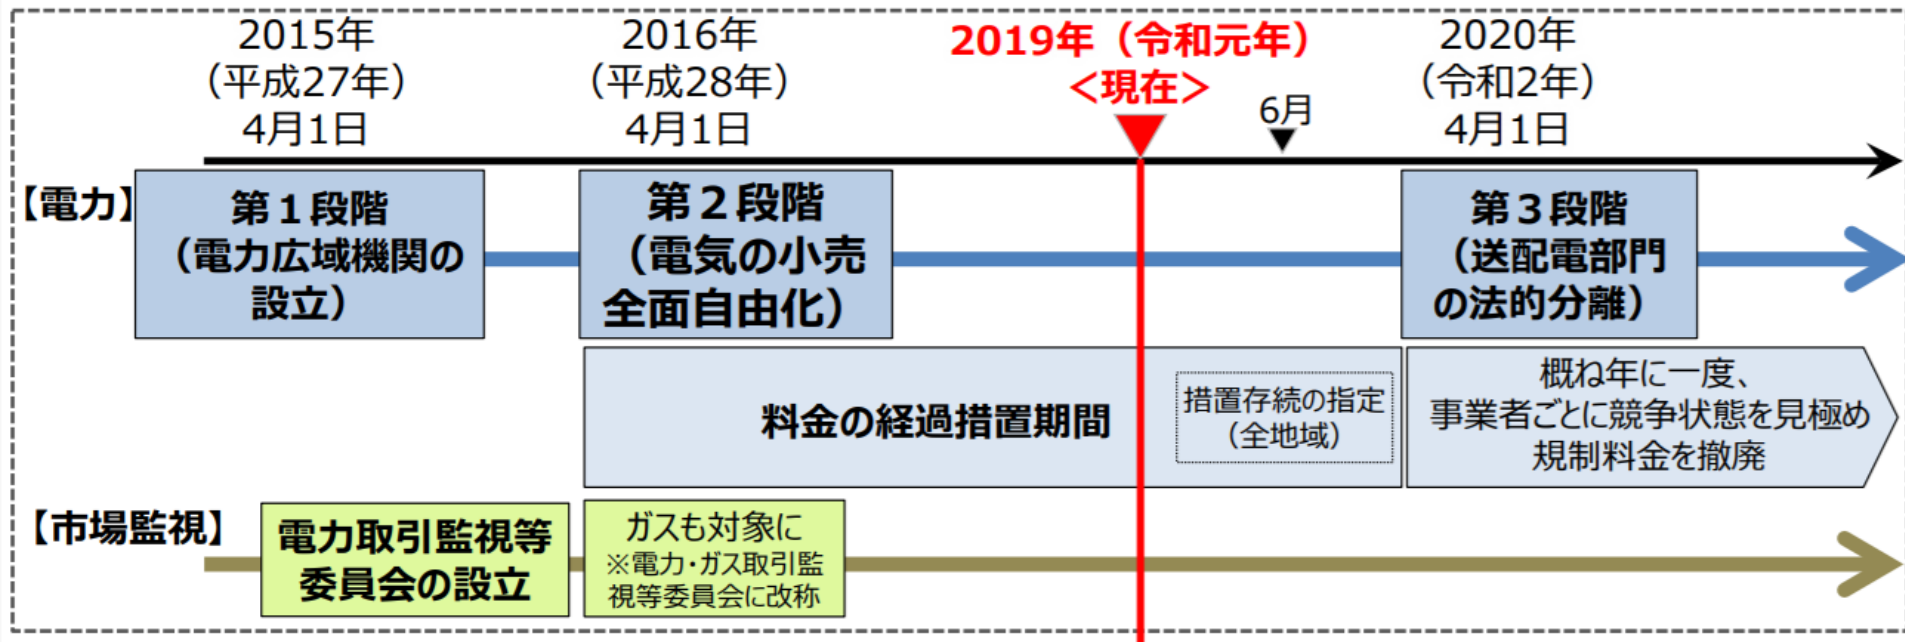 2015年
（平成27年）
4月1日
2016年
（平成28年）
4月1日
2019年（令和元年）
＜現在＞
6月
2020年
（令和2年）
4月1日
【電力】
第１段階
（電力広域機関の
設立）
第２段階
（電気の小売
全面自由化）
第３段階
（送配電部門
の法的分離）
料金の経過措置期間
措置存続の指定
（全地域）
概ね年に一度、
事業者ごとに競争状態を見極め
規制料金を撤廃
【市場監視】
電力取引監視等
委員会の設立
ガスも対象に
※電力・ガス取引監
視等委員会に改称